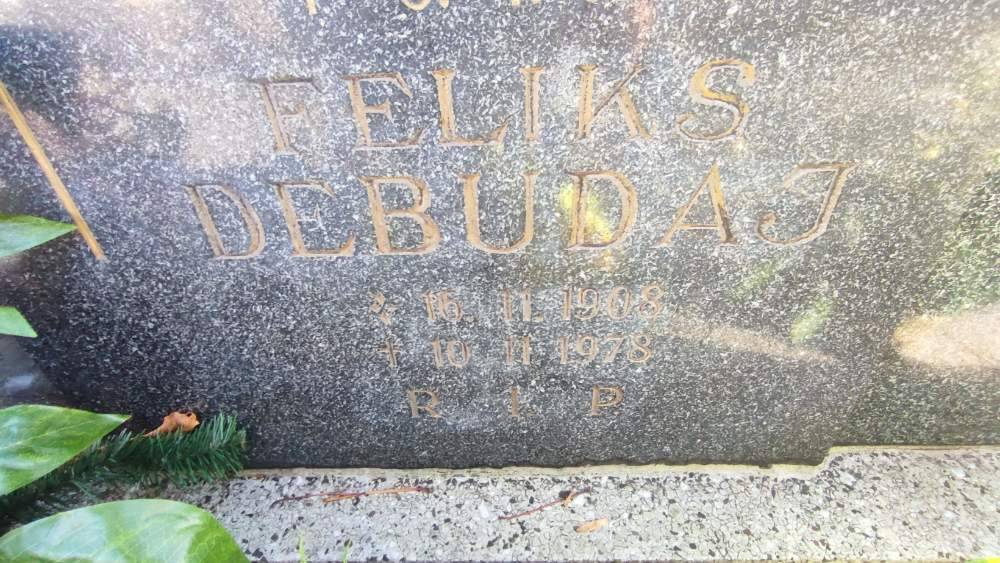 FELIKS
DEBUDAJ
* 16. 11. 1908
† 10 11 1978
R I P